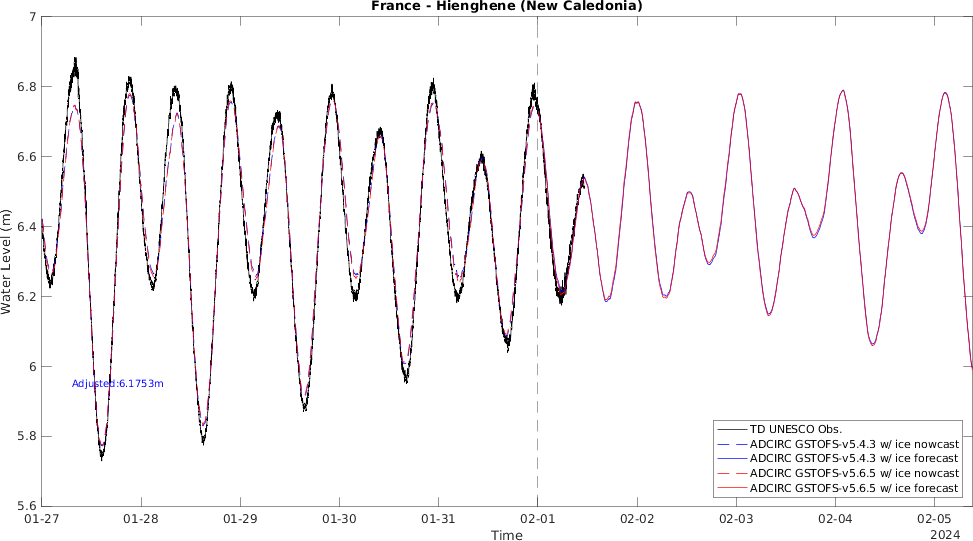 France - Hienghene (New Caledonia)
7
6.8
6.6
6.4
6.2
6
5.8
5.6
Water Level (m)
Adjusted:6.1753m
TD UNESCO Obs.
ADCIRC GSTOFS-v5.4.3 w/ ice nowcast
ADCIRC GSTOFS-v5.4.3 w/ ice forecast
ADCIRC GSTOFS-v5.6.5 w/ ice nowcast
ADCIRC GSTOFS-v5.6.5 w/ ice forecast
01-27 01-28 01-29 01-30 01-31 02-01 02-02 02-03 02-04 02-05
2024
Time